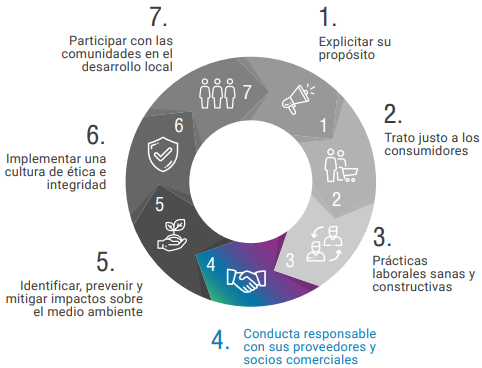 1.
Explicitar su
propósito
2.
Trato justo a los
consumidores
3.
Prácticas
laborales sanas y
constructivas
4.
Conducta responsable
con sus proveedores y
socios comerciales
5.
Identificar, prevenir y
mitigar impactos sobre
el medio ambiente
6.
Implementar una
cultura de ética e
integridad
7.
Participar con las
comunidades en el
desarrollo local
1
2
3
4
5
6
7